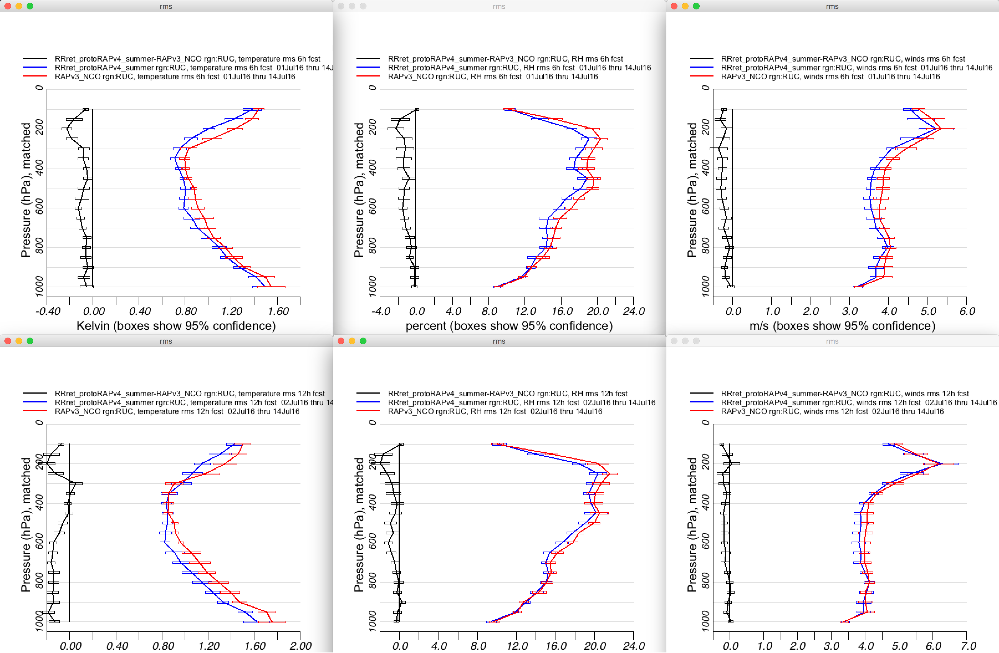 rms
RRret_protoRAPv4_summer-RAPv3_NCO rgn:RUC, temperature rms 6h fcst
RRret_protoRAPv4_summer rgn:RUC, temperature rms 6h fcst 01Jul16 thru 14J
RAPv3_NCO rgn:RUC, temperature rms 6h fcst 01Jul16 thru 14Jul16
Pressure (hPa), matched
0
200
400
600
800
1000
-0.40 0.00 0.40 0.80 1.20 1.60
Kelvin (boxes show 95% confidence)
rms
RRret_protoRAPv4_summer-RAPv3_NCO rgn:RUC, RH rms 6h fcst
RRret_protoRAPv4_summer rgn:RUC, RH rms 6h fcst 01Jul16 thru 14Jul16
RAPv3_NCO rgn:RUC, RH rms 6h fcst 01Jul16 thru 14Jul16
Pressure (hPa), matched
0
200
400
600
800
1000
-4.0 0.0 4.0 8.0 12.0 16.0 20.0 24.0
percent (boxes show 95% confidence)
rms
RRret_protoRAPv4_summer-RAPv3_NCO rgn:RUC, winds rms 6h fcst
RRret_protoRAPv4_summer rgn:RUC, winds rms 6h fcst 01Jul16 thru 14Jul16
RAPv3_NCO rgn:RUC, winds rms 6h fcst 01Jul16 thru 14Jul16
Pressure (hPa), matched
0
200
400
600
800
1000
0.0 1.0 2.0 3.0 4.0 5.0 6.0
m/s (boxes show 95% confidence)
rms
RRret_protoRAPv4_summer-RAPv3_NCO rgn:RUC, temperature rms 12h fcst
RRret_protoRAPv4_summer rgn:RUC, temperature rms 12h fcst 02Jul16 thru 14
RAPv3_NCO rgn:RUC, temperature rms 12h fcst 02Jul16 thru 14Jul16
Pressure (hPa), matched
0
200
400
600
800
1000
0.00 0.40 0.80 1.20 1.60 2.00
rms
RRret_protoRAPv4_summer-RAPv3_NCO rgn:RUC, RH rms 12h fcst
RRret_protoRAPv4_summer rgn:RUC, RH rms 12h fcst 02Jul16 thru 14Jul16
RAPv3_NCO rgn:RUC, RH rms 12h fcst 02Jul16 thru 14Jul16
Pressure (hPa), matched
0
200
400
600
800
1000
0.0 4.0 8.0 12.0 16.0 20.0 24.0
rms
RRret_protoRAPv4_summer-RAPv3_NCO rgn:RUC, winds rms 12h fcst
RRret_protoRAPv4_summer rgn:RUC, winds rms 12h fcst 02Jul16 thru 14Jul16
RAPv3_NCO rgn:RUC, winds rms 12h fcst 02Jul16 thru 14Jul16
Pressure (hPa), matched
0
200
400
600
800
1000
0.0 1.0 2.0 3.0 4.0 5.0 6.0 7.0